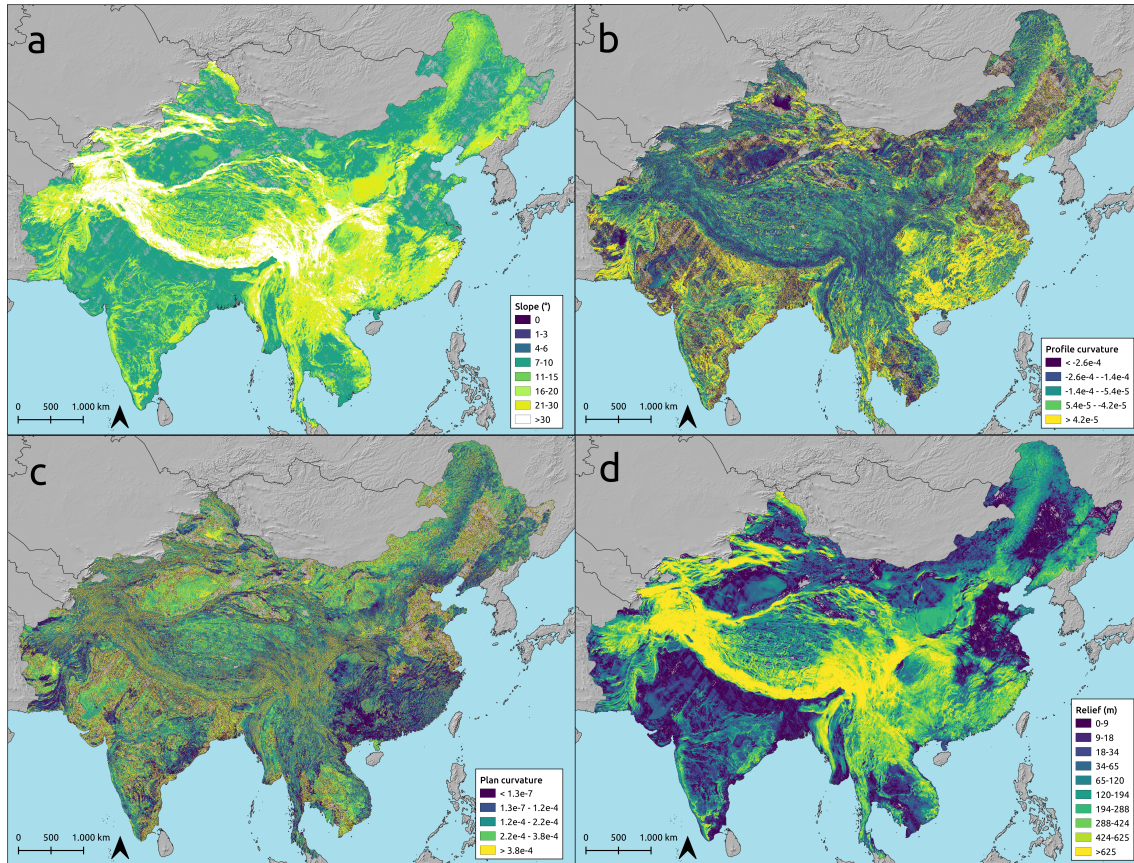 a
Slope (°)
0
1-3
4-6
7-10
11-15
16-20
21-30
>30
0 500 1.000 km
b
Profile curvature
< -2.6e-4
-2.6e-4 - -1.4e-4
-1.4e-4 - -5.4e-5
5.4e-5 - -4.2e-5
> 4.2e-5
0 500 1.000 km
c
Plan curvature
< 1.3e-7
1.3e-7 - 1.2e-4
1.2e-4 - 2.2e-4
2.2e-4 - 3.8e-4
> 3.8e-4
0 500 1.000 km
d
Relief (m)
0-9
9-18
18-34
34-65
65-120
120-194
194-288
288-424
424-625
>625
0 500 1.000 km